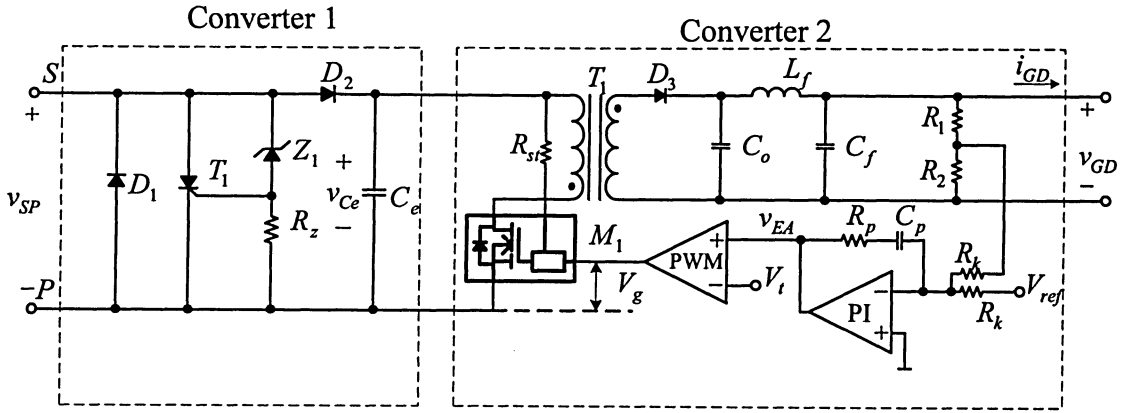 Converter 1
Converter 2
S
+
D_2
T_1
D_3
L_f
i_GD
+
R_1
Z_1
R_st
C_o
C_f
v_SP
D_1
T_1
+
v_Ce
−
C_e
R_2
v_GD
−
R_z
M_1
v_EA
R_p
C_p
+
PWM
−
V_t
V_g
R_k
V_ref
R_k
−
PI
+
−P